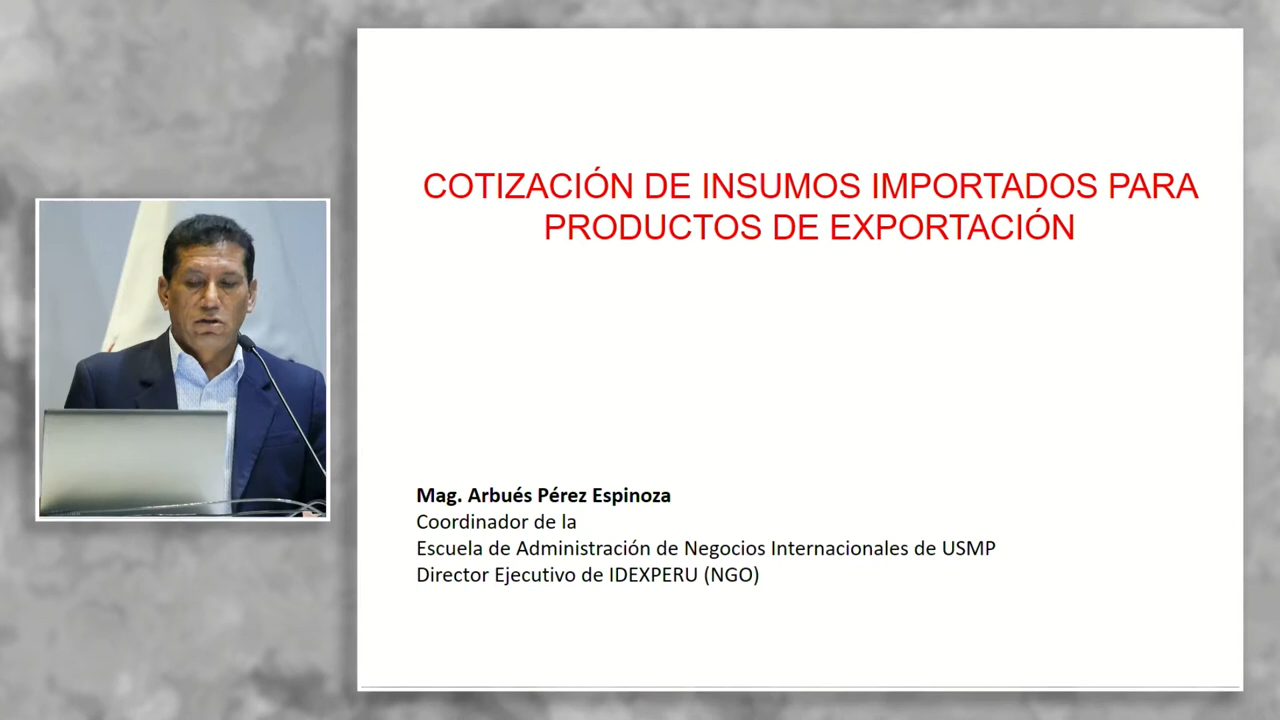 COTIZACIÓN DE INSUMOS IMPORTADOS PARA
PRODUCTOS DE EXPORTACIÓN
Mag. Arbués Pérez Espinoza
Coordinador de la
Escuela de Administración de Negocios Internacionales de USMP
Director Ejecutivo de IDEXPERU (NGO)